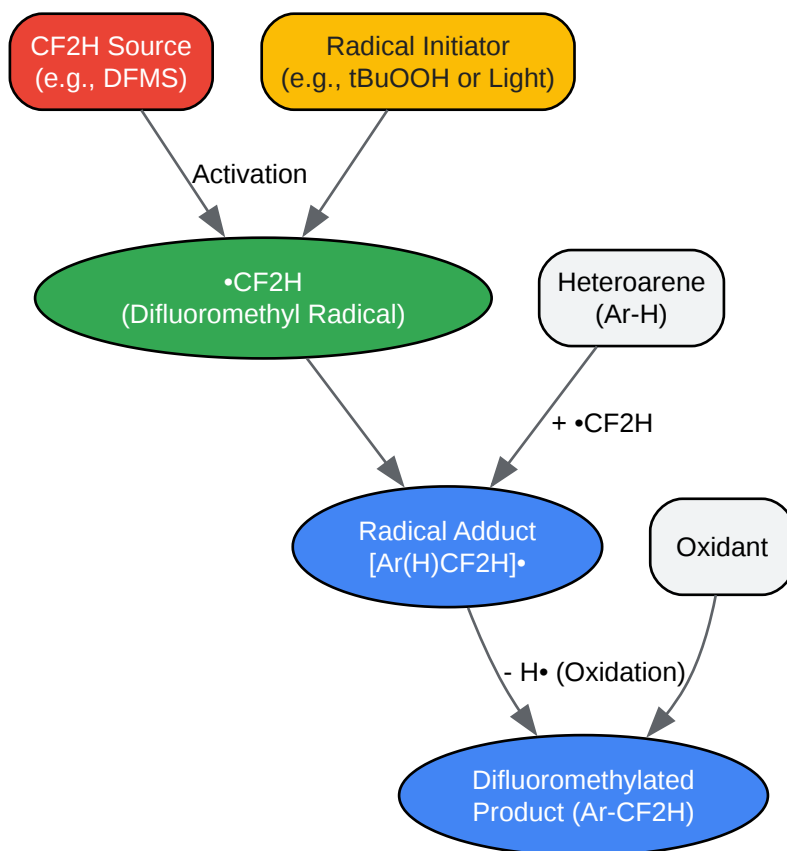 CF2H Source
(e.g., DFMS)
Radical Initiator
(e.g., tBuOOH or Light)
Activation
•CF2H
(Difluoromethyl Radical)
Heteroarene
(Ar-H)
+ •CF2H
Radical Adduct
[Ar(H)CF2H]•
Oxidant
- H• (Oxidation)
Difluoromethylated
Product (Ar-CF2H)